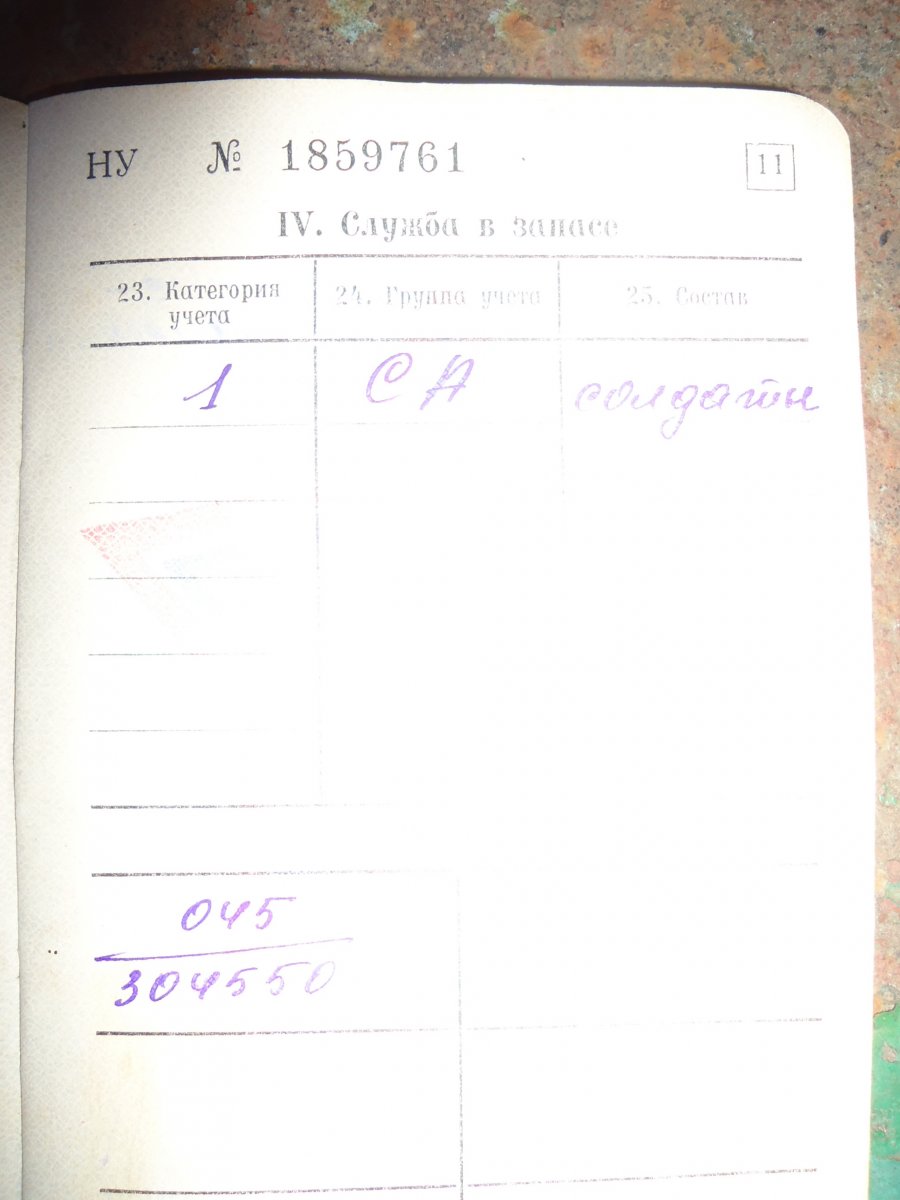 НУ № 1859761 11
IV. Служба в запасе
23. Категория учета
24. Группа учета
25. Состав
1 СА солдаты
045
304550